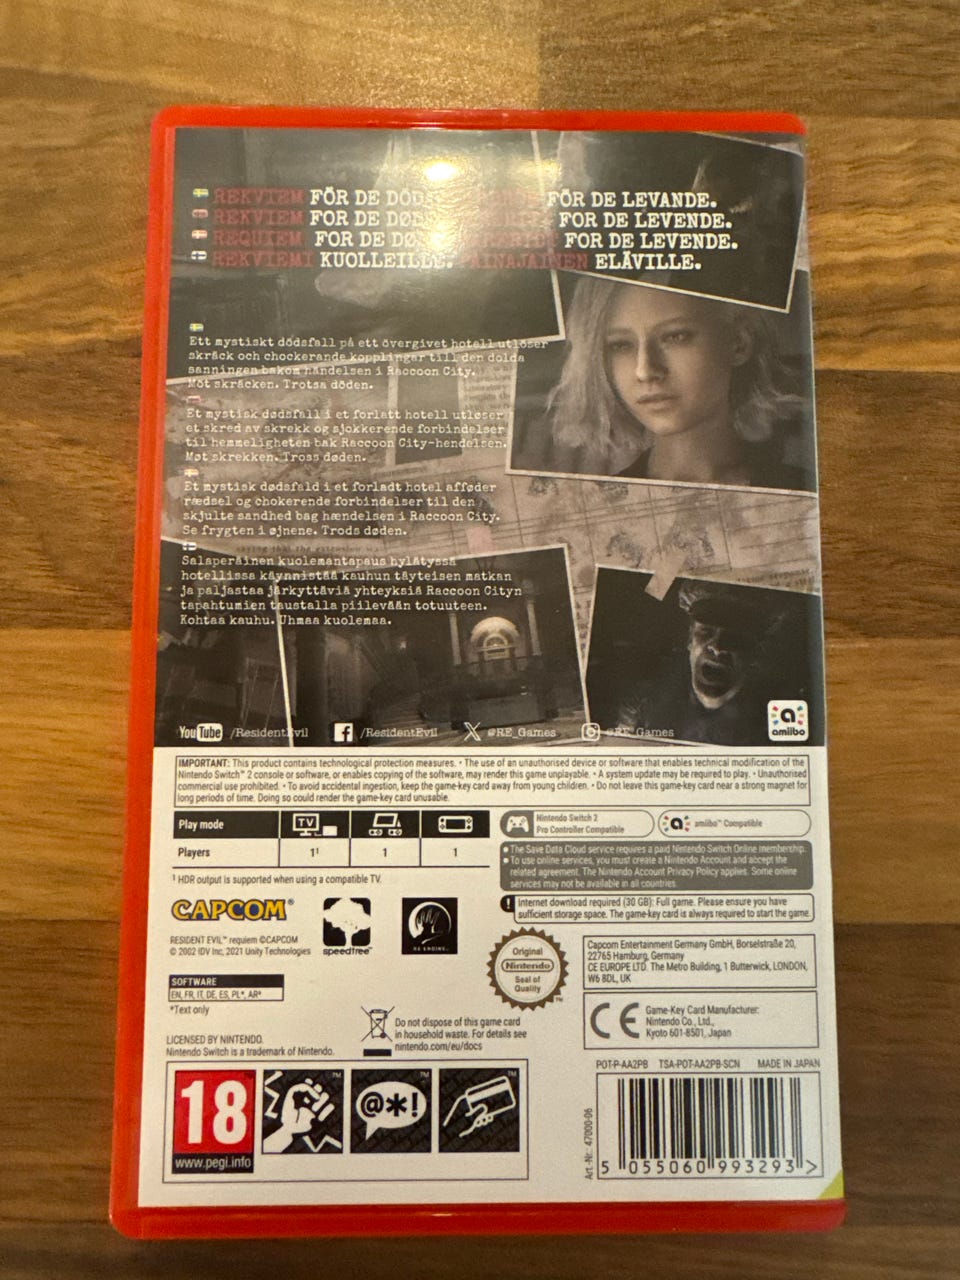 REKVIEM FÖR DE DÖDA. FÖR DE LEVANDE.
REKVIEM FOR DE DØDE. FOR DE LEVENDE.
REQUIEM FOR DE DØDE. MARERIDT FOR DE LEVENDE.
REKVIEMI KUOLLEILLE. PAINAJAINEN ELÄVILLE.
Ett mystiskt dödsfall på ett övergivet hotell utlöser
skräck och chockerande kopplingar till den dolda
sanningen bakom händelsen i Raccoon City.
Möt skräcken. Trotsa döden.
Et mystisk dødsfall i et forlatt hotell utløser
et skred av skrekk og sjokkerende forbindelser
til hemmeligheten bak Raccoon City-hendelsen.
Møt skrekken. Tross døden.
Et mystisk dødsfald i et forladt hotel afføder
rædsel og chokerende forbindelser til den
skjulte sandhed bag hændelsen i Raccoon City.
Se frygten i øjnene. Trods døden.
Salaperäinen kuolemantapaus hylätyssä
hotellissa käynnistää kauhun täyteisen matkan
ja paljastaa järkyttäviä yhteyksiä Raccoon Cityn
tapahtumien taustalla piilevään totuuteen.
Kohtaa kauhu. Uhmaa kuolemaa.
YouTube /ResidentEvil /ResidentEvil @RE_Games @RE_Games
amiibo
IMPORTANT: This product contains technological protection measures. • The use of an unauthorised device or software that enables technical modification of the
Nintendo Switch™ 2 console or software, or enables copying of the software, may render this game unplayable. • A system update may be required to play. • Unauthorised
commercial use prohibited. • To avoid accidental ingestion, keep the game-key card away from young children. • Do not leave this game-key card near a strong magnet for
long periods of time. Doing so could render the game-key card unusable.
Play mode TV
Players 1¹ 1 1
¹ HDR output is supported when using a compatible TV.
Nintendo Switch 2
Pro Controller Compatible
amiibo™ Compatible
• The Save Data Cloud service requires a paid Nintendo Switch Online membership.
• To use online services, you must create a Nintendo Account and accept the
related agreement. The Nintendo Account Privacy Policy applies. Some online
services may not be available in all countries.
! Internet download required (30 GB): Full game. Please ensure you have
sufficient storage space. The game-key card is always required to start the game.
CAPCOM®
speedtree™
RE ENGINE™
RESIDENT EVIL™ requiem ©CAPCOM
© 2002 IDV Inc, 2021 Unity Technologies
SOFTWARE
EN, FR, IT, DE, ES, PL*, AR*
*Text only
Original
Nintendo
Seal of
Quality
™
Capcom Entertainment Germany GmbH, Borselstraße 20,
22765 Hamburg, Germany
CE EUROPE LTD. The Metro Building, 1 Butterwick, LONDON,
W6 8DL, UK
CE
Game-Key Card Manufacturer:
Nintendo Co., Ltd.,
Kyoto 601-8501, Japan
Do not dispose of this game card
in household waste. For details see
nintendo.com/eu/docs
LICENSED BY NINTENDO.
Nintendo Switch is a trademark of Nintendo.
POT-P-AA2PB TSA-POT-AA2PB-SCN MADE IN JAPAN
18
www.pegi.info
™
@*!
™
™
Art.-Nr.: 47000-06
5 055060 993293 >